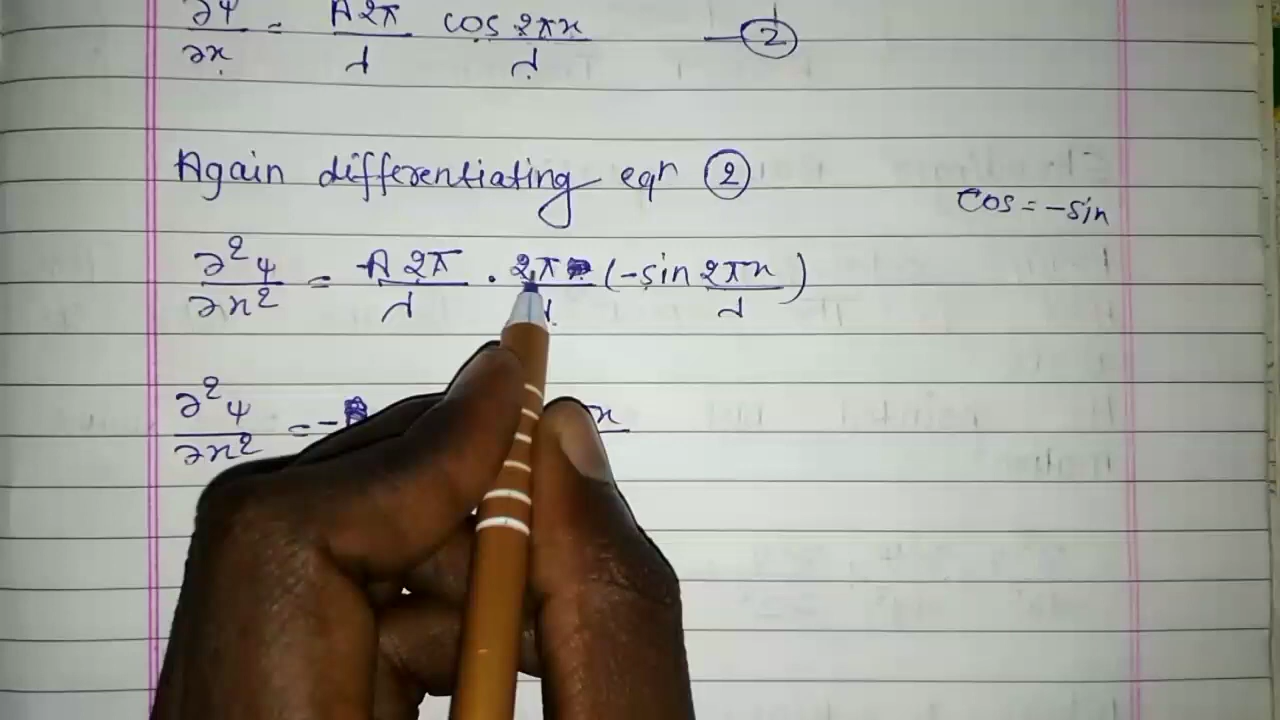 ∂ψ/∂x = A2π/λ cos 2πx/λ —②
Again differentiating eqn ②
cos = -sin
∂²ψ/∂x² = A2π/λ · 2π/λ (-sin 2πx/λ)
∂²ψ/∂x² = - x